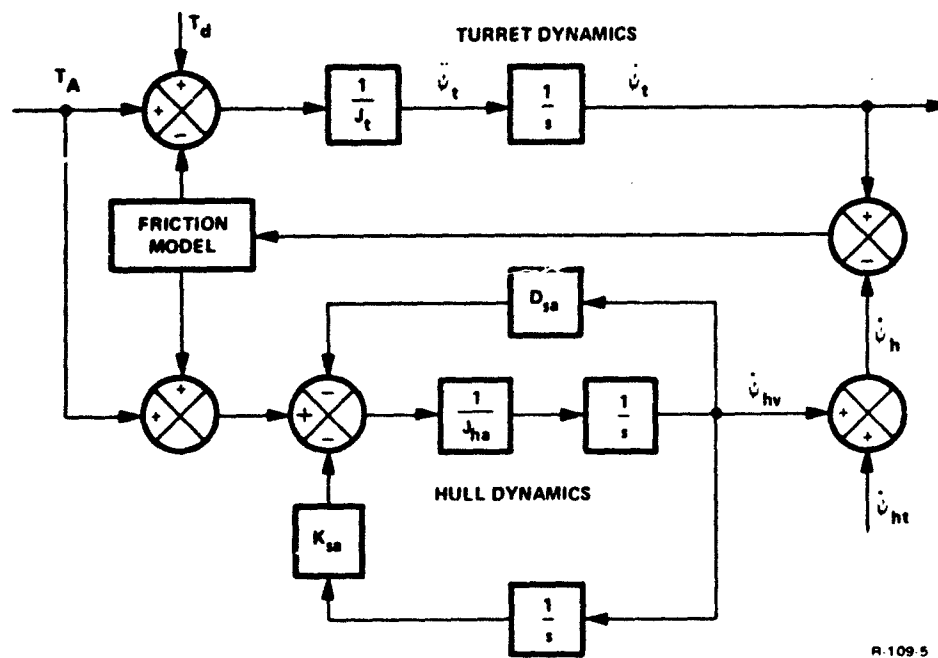 T_d
TURRET DYNAMICS
T_A
+
+
−
1
J_t
ψ̈_t
1
s
ψ̇_t
FRICTION
MODEL
+
−
D_sa
ψ̇_h
+
+
−
+
−
1
J_ha
1
s
ψ̇_hv
+
+
HULL DYNAMICS
ψ̇_ht
K_sa
1
s
R-109-5